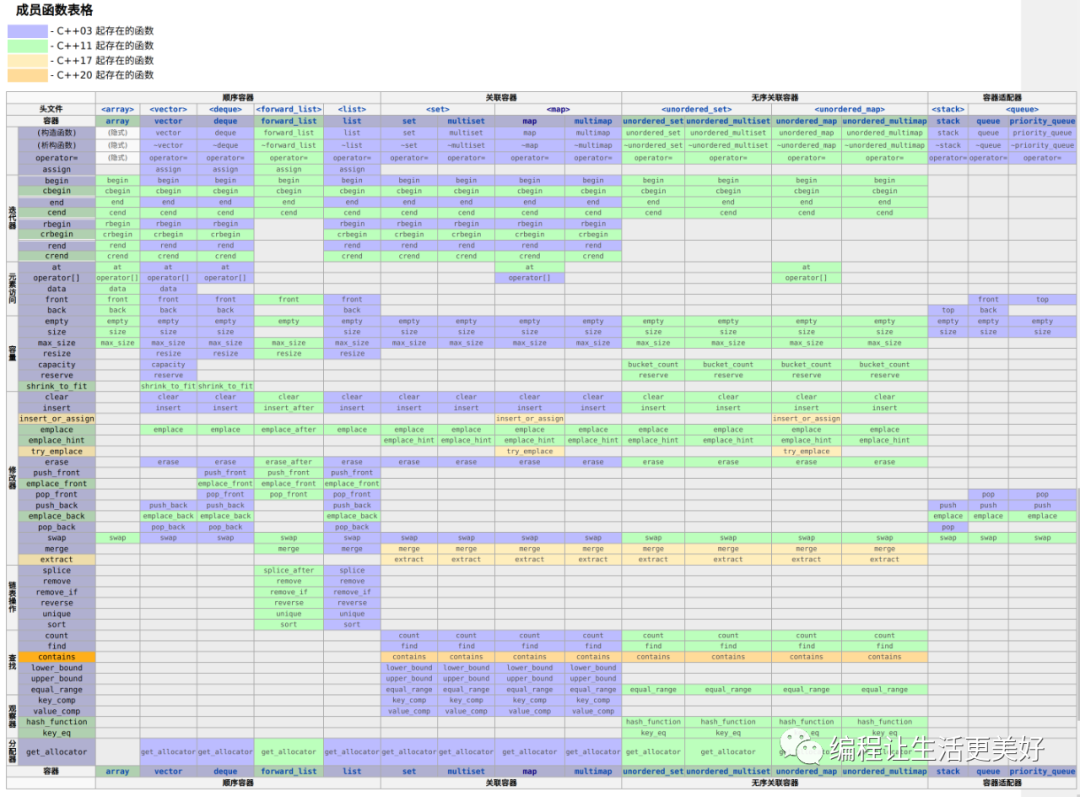 成员函数表格
- C++03 起存在的函数
- C++11 起存在的函数
- C++17 起存在的函数
- C++20 起存在的函数
顺序容器 关联容器 无序关联容器 容器适配器
头文件 <array> <vector> <deque> <forward_list> <list> <set> <map> <unordered_set> <unordered_map> <stack> <queue>
容器 array vector deque forward_list list set multiset map multimap unordered_set unordered_multiset unordered_map unordered_multimap stack queue priority_queue
(构造函数) (隐式) vector deque forward_list list set multiset map multimap unordered_set unordered_multiset unordered_map unordered_multimap stack queue priority_queue
(析构函数) (隐式) ~vector ~deque ~forward_list ~list ~set ~multiset ~map ~multimap ~unordered_set ~unordered_multiset ~unordered_map ~unordered_multimap ~stack ~queue ~priority_queue
operator= (隐式) operator= operator= operator= operator= operator= operator= operator= operator= operator= operator= operator= operator= operator= operator= operator=
assign assign assign assign assign
迭代器
begin begin begin begin begin begin begin begin begin begin begin begin begin begin
cbegin cbegin cbegin cbegin cbegin cbegin cbegin cbegin cbegin cbegin cbegin cbegin cbegin cbegin
end end end end end end end end end end end end end end
cend cend cend cend cend cend cend cend cend cend cend cend cend cend
rbegin rbegin rbegin rbegin rbegin rbegin rbegin rbegin rbegin
crbegin crbegin crbegin crbegin crbegin crbegin crbegin crbegin crbegin
rend rend rend rend rend rend rend rend rend
crend crend crend crend crend crend crend crend crend
元素访问
at at at at at at
operator[] operator[] operator[] operator[] operator[] operator[]
data data data
front front front front front front front top
back back back back back top back
容量
empty empty empty empty empty empty empty empty empty empty empty empty empty empty empty empty empty
size size size size size size size size size size size size size size size size
max_size max_size max_size max_size max_size max_size max_size max_size max_size max_size max_size max_size max_size max_size
resize resize resize resize resize
capacity capacity bucket_count bucket_count bucket_count bucket_count
reserve reserve reserve reserve reserve reserve
shrink_to_fit shrink_to_fit shrink_to_fit
修改器
clear clear clear clear clear clear clear clear clear clear clear clear clear
insert insert insert insert_after insert insert insert insert insert insert insert insert insert
insert_or_assign insert_or_assign insert_or_assign
emplace emplace emplace emplace_after emplace emplace emplace emplace emplace emplace emplace emplace emplace
emplace_hint emplace_hint emplace_hint emplace_hint emplace_hint emplace_hint emplace_hint emplace_hint emplace_hint
try_emplace try_emplace try_emplace
erase erase erase erase_after erase erase erase erase erase erase erase erase erase
push_front push_front push_front push_front
emplace_front emplace_front emplace_front emplace_front
pop_front pop_front pop_front pop_front pop pop
push_back push_back push_back push_back push push push
emplace_back emplace_back emplace_back emplace_back emplace emplace emplace
pop_back pop_back pop_back pop_back pop
swap swap swap swap swap swap swap swap swap swap swap swap swap swap swap swap swap
merge merge merge merge merge merge merge merge merge merge merge
extract extract extract extract extract extract extract extract extract
链表操作
splice splice_after splice
remove remove remove
remove_if remove_if remove_if
reverse reverse reverse
unique unique unique
sort sort sort
查找
count count count count count count count count count
find find find find find find find find find
contains contains contains contains contains contains contains contains contains
lower_bound lower_bound lower_bound lower_bound lower_bound
upper_bound upper_bound upper_bound upper_bound upper_bound
equal_range equal_range equal_range equal_range equal_range equal_range equal_range equal_range equal_range
观察器
key_comp key_comp key_comp key_comp key_comp
value_comp value_comp value_comp value_comp value_comp
hash_function hash_function hash_function hash_function hash_function
key_eq key_eq key_eq eq key_eq
分配器
get_allocator get_allocator get_allocator get_allocator get_allocator get_allocator get_allocator get_allocator get_allocator get_allocator get_allocator
编程让生活更美好
容器 array vector deque forward_list list set multiset map multimap unordered_set unordered_multiset unordered_map unordered_multimap stack queue priority_queue
顺序容器 关联容器 无序关联容器 容器适配器